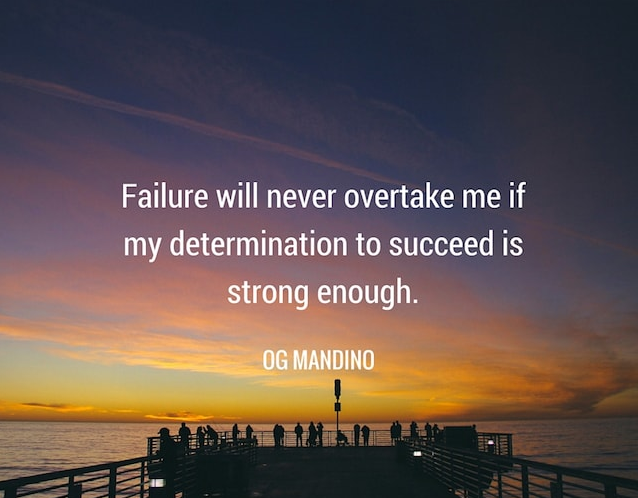 Failure will never overtake me if
my determination to succeed is
strong enough.
OG MANDINO